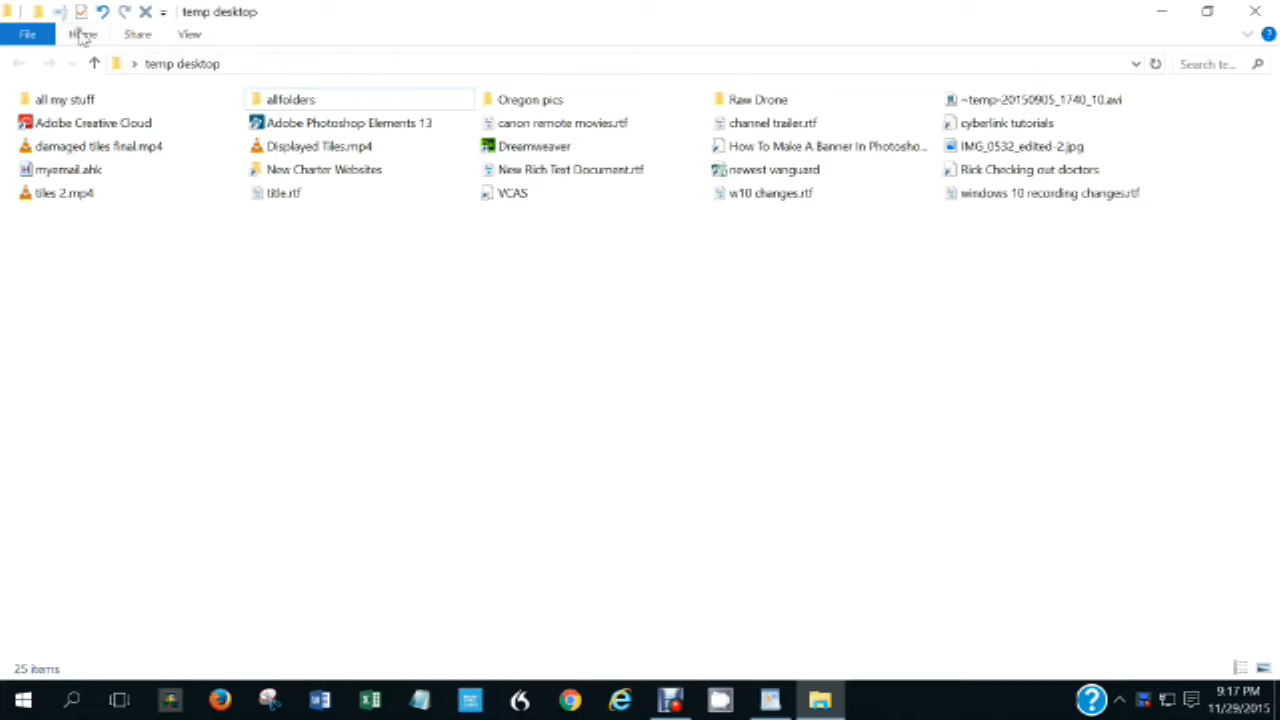 temp desktop
File Home Share View
temp desktop Search te...
all my stuff allfolders Oregon pics Raw Drone ~temp-20150905_1740_10.avi
Adobe Creative Cloud Adobe Photoshop Elements 13 canon remote movies.rtf channel trailer.rtf cyberlink tutorials
damaged tiles final.mp4 Displayed Tiles.mp4 Dreamweaver How To Make A Banner In Photosho... IMG_0532_edited-2.jpg
myemail.ahk New Charter Websites New Rich Text Document.rtf newest vanguard Rick Checking out doctors
tiles 2.mp4 title.rtf VCAS w10 changes.rtf windows 10 recording changes.rtf
25 items
9:17 PM
11/29/2015